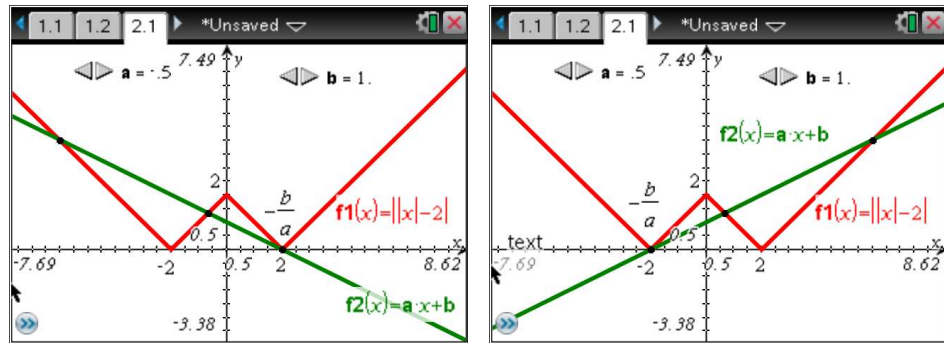 1.1 1.2 2.1 *Unsaved
7.49 y
a = -.5 b = 1.
2
-b/a
f1(x)=||x|-2|
0.5
x
-7.69 -2 0.5 2 8.62
f2(x)=a·x+b
-3.38
1.1 1.2 2.1 *Unsaved
7.49 y
a = .5 b = 1.
f2(x)=a·x+b
2
-b/a
f1(x)=||x|-2|
0.5
text x
-7.69 -2 0.5 2 8.62
-3.38